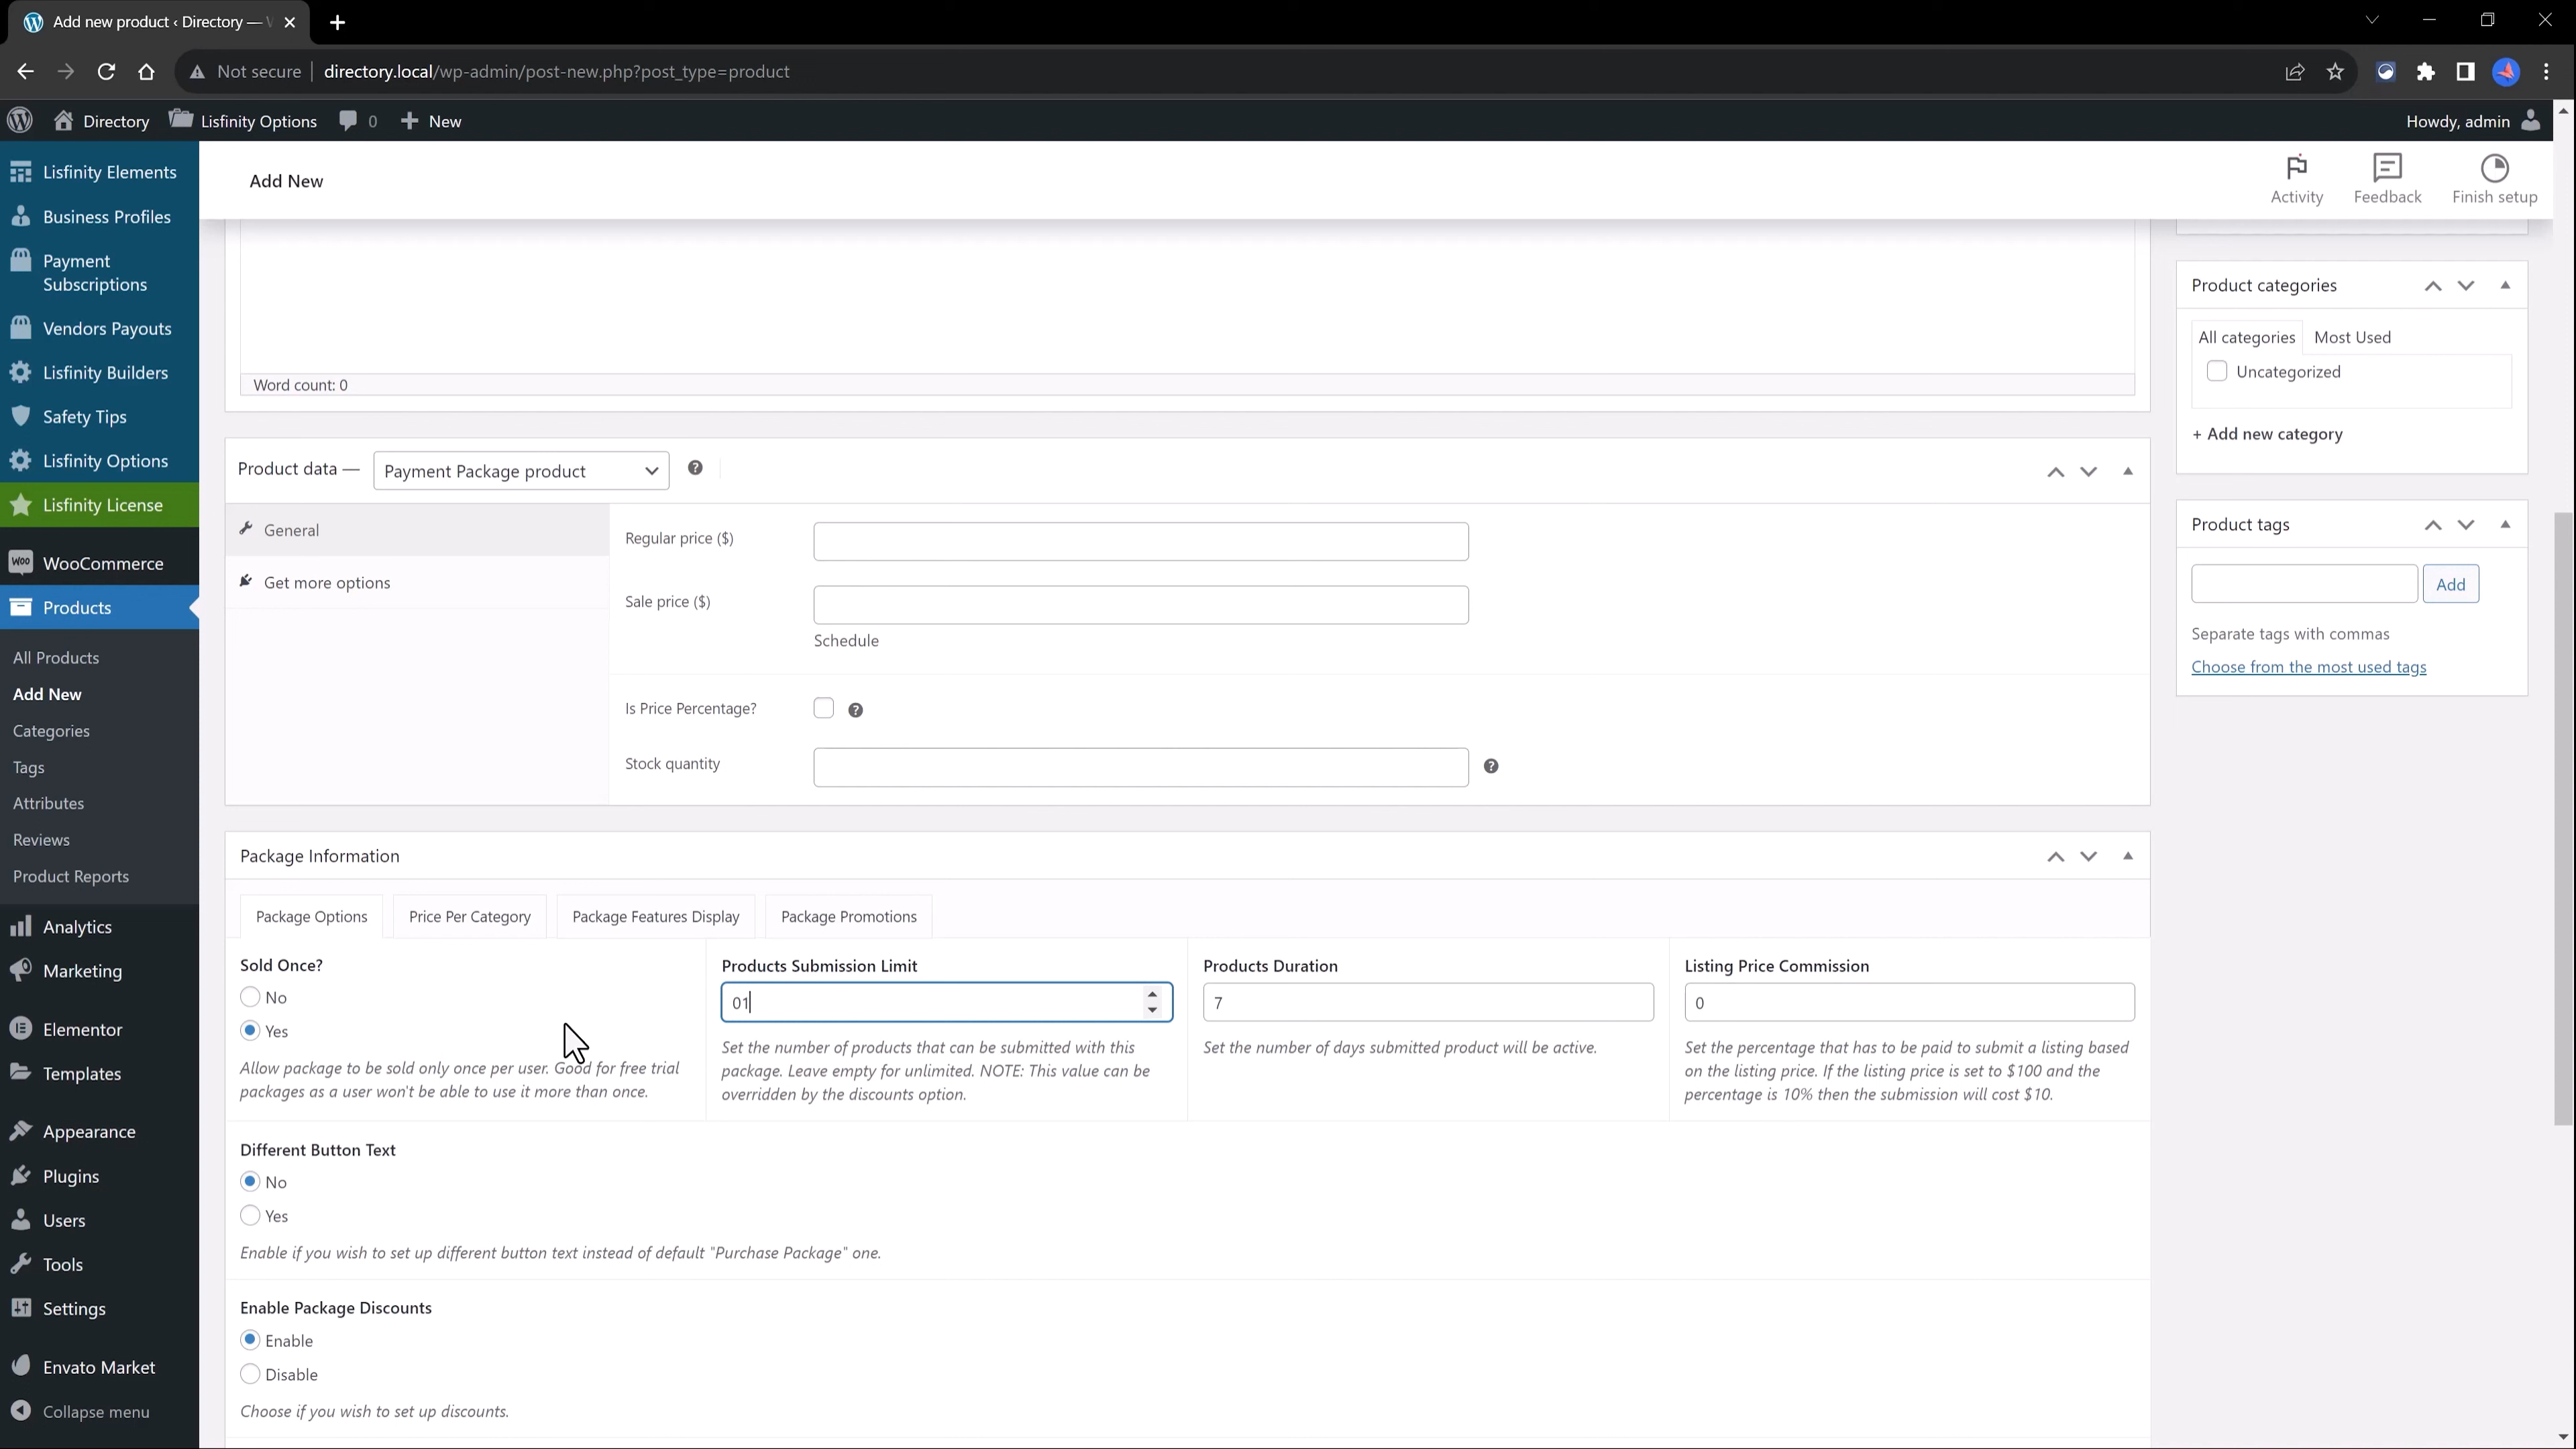 Add new product ‹ Directory —
Not secure
directory.local/wp-admin/post-new.php?post_type=product
Directory
Lisfinity Options
0
New
Howdy, admin
Lisfinity Elements
Business Profiles
Payment
Subscriptions
Vendors Payouts
Lisfinity Builders
Safety Tips
Lisfinity Options
Lisfinity License
WooCommerce
Products
All Products
Add New
Categories
Tags
Attributes
Reviews
Product Reports
Analytics
Marketing
Elementor
Templates
Appearance
Plugins
Users
Tools
Settings
Envato Market
Collapse menu
Add New
Activity
Feedback
Finish setup
Word count: 0
Product data —
Payment Package product
General
Get more options
Regular price ($)
Sale price ($)
Schedule
Is Price Percentage?
Stock quantity
Package Information
Package Options
Price Per Category
Package Features Display
Package Promotions
Sold Once?
No
Yes
Allow package to be sold only once per user. Good for free trial
packages as a user won't be able to use it more than once.
Products Submission Limit
01
Set the number of products that can be submitted with this
package. Leave empty for unlimited. NOTE: This value can be
overridden by the discounts option.
Products Duration
7
Set the number of days submitted product will be active.
Listing Price Commission
0
Set the percentage that has to be paid to submit a listing based
on the listing price. If the listing price is set to $100 and the
percentage is 10% then the submission will cost $10.
Different Button Text
No
Yes
Enable if you wish to set up different button text instead of default "Purchase Package" one.
Enable Package Discounts
Enable
Disable
Choose if you wish to set up discounts.
Product categories
All categories
Most Used
Uncategorized
+ Add new category
Product tags
Add
Separate tags with commas
Choose from the most used tags